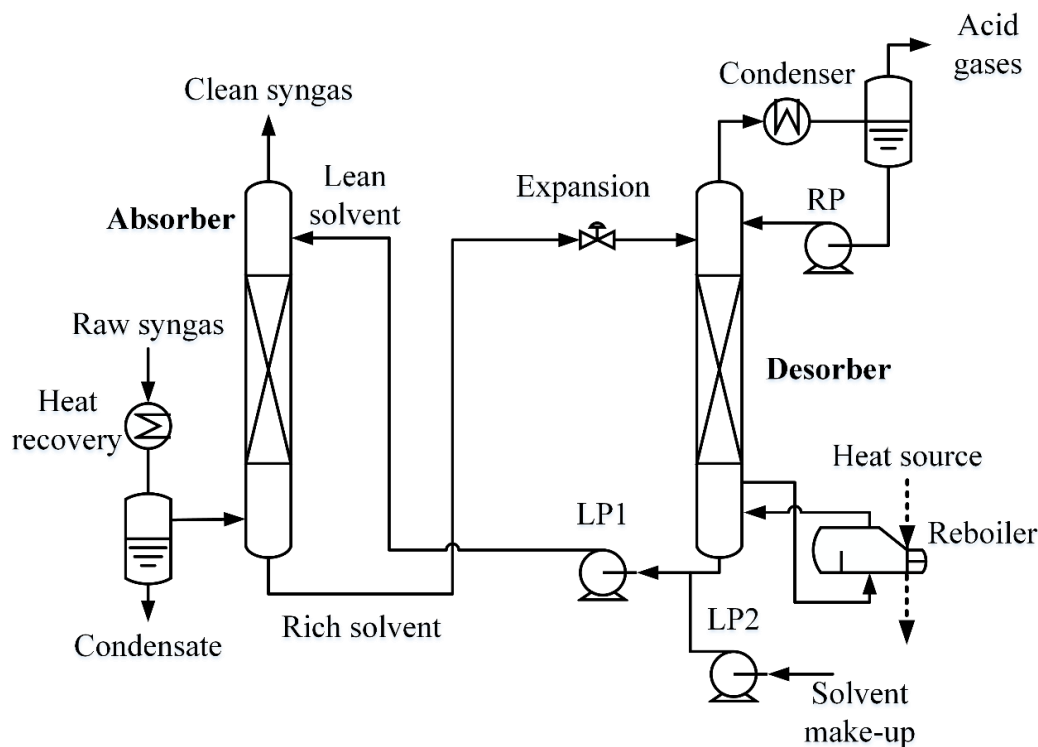 Acid
gases
Condenser
Clean syngas
Lean
solvent
Expansion
RP
Absorber
Raw syngas
Desorber
Heat
recovery
Heat source
LP1
Reboiler
Rich solvent
LP2
Condensate
Solvent
make-up